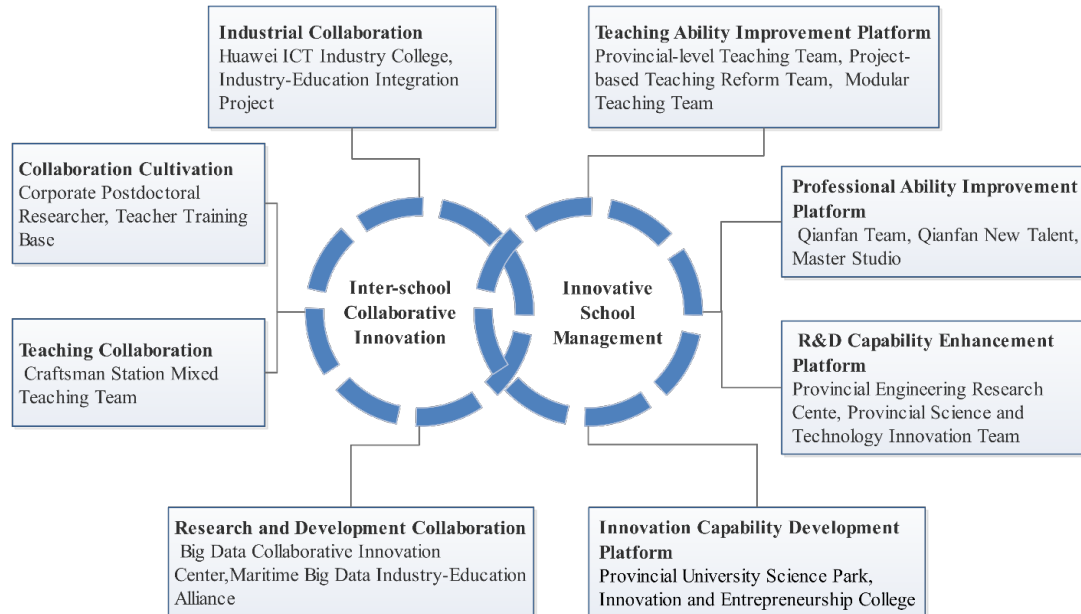 Industrial Collaboration
Huawei ICT Industry College,
Industry-Education Integration
Project
Teaching Ability Improvement Platform
Provincial-level Teaching Team, Project-
based Teaching Reform Team, Modular
Teaching Team
Collaboration Cultivation
Corporate Postdoctoral
Researcher, Teacher Training
Base
Professional Ability Improvement
Platform
Qianfan Team, Qianfan New Talent,
Master Studio
Inter-school
Collaborative
Innovation
Innovative
School
Management
Teaching Collaboration
Craftsman Station Mixed
Teaching Team
R&D Capability Enhancement
Platform
Provincial Engineering Research
Cente, Provincial Science and
Technology Innovation Team
Research and Development Collaboration
Big Data Collaborative Innovation
Center,Maritime Big Data Industry-Education
Alliance
Innovation Capability Development
Platform
Provincial University Science Park,
Innovation and Entrepreneurship College